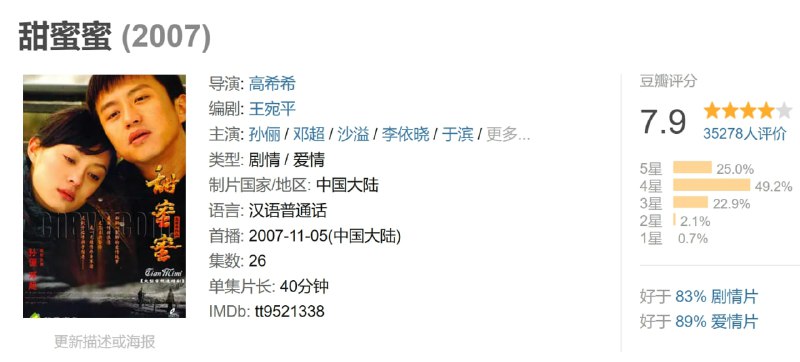 甜蜜蜜 (2007)
导演: 高希希
编剧: 王宛平
主演: 孙俪 / 邓超 / 沙溢 / 李依晓 / 于滨 / 更多...
类型: 剧情 / 爱情
制片国家/地区: 中国大陆
语言: 汉语普通话
首播: 2007-11-05(中国大陆)
集数: 26
单集片长: 40分钟
IMDb: tt9521338
甜蜜蜜
Tian Mimi
孙俪
邓超
更新描述或海报
豆瓣评分
7.9
35278人评价
5星 25.0%
4星 49.2%
3星 22.9%
2星 2.1%
1星 0.7%
好于 83% 剧情片
好于 89% 爱情片